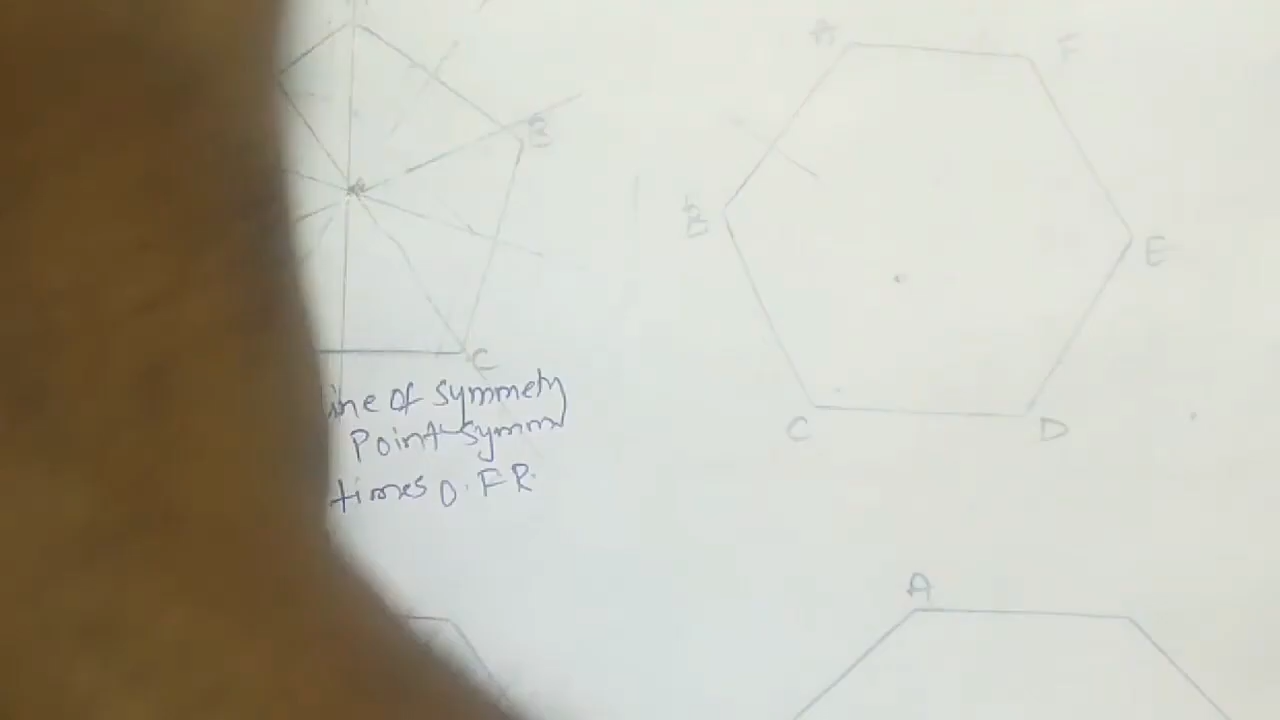 B
C
ine of Symmety
Point Symm
times O.F.R.
A
F
B
E
C
D
A